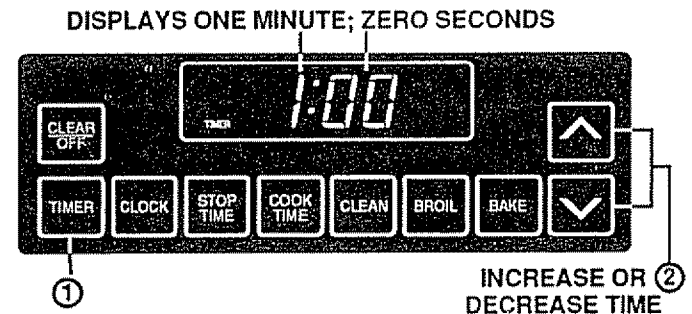 DISPLAYS ONE MINUTE; ZERO SECONDS
TIMER
1:00
CLEAR
OFF
TIMER
CLOCK
STOP
TIME
COOK
TIME
CLEAN
BROIL
BAKE
①
INCREASE OR ②
DECREASE TIME